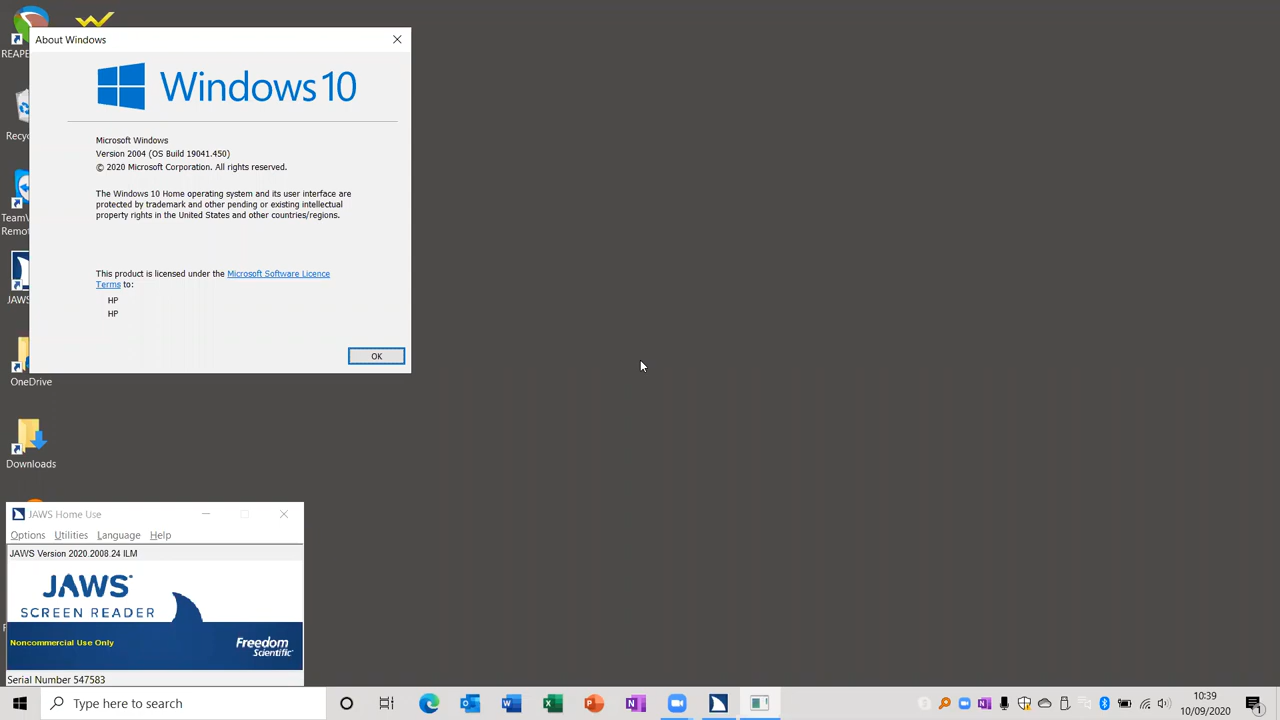 REAPE
Recyc
TeamV
Remot
JAWS
OneDrive
Downloads
About Windows
Windows 10
Microsoft Windows
Version 2004 (OS Build 19041.450)
© 2020 Microsoft Corporation. All rights reserved.
The Windows 10 Home operating system and its user interface are
protected by trademark and other pending or existing intellectual
property rights in the United States and other countries/regions.
This product is licensed under the Microsoft Software Licence
Terms to:
HP
HP
OK
JAWS Home Use
Options Utilities Language Help
JAWS Version 2020.2008.24 ILM
JAWS
SCREEN READER
Noncommercial Use Only
Freedom
Scientific
Serial Number 547583
Type here to search
10:39
10/09/2020